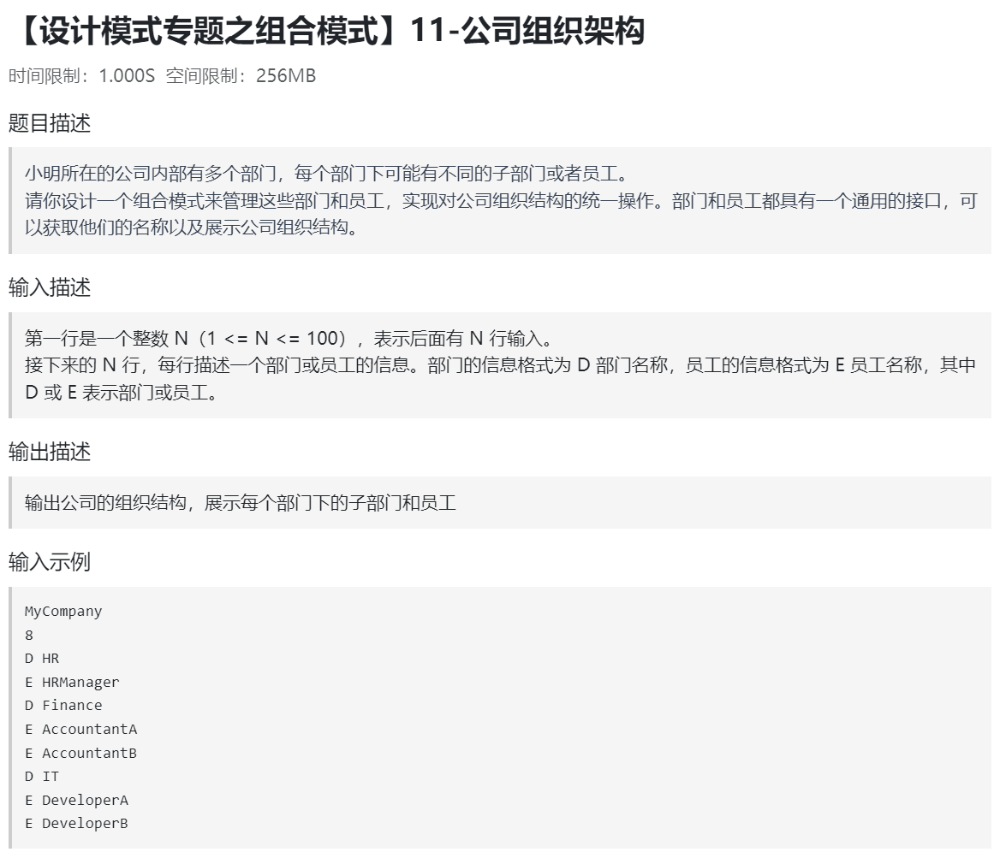 【设计模式专题之组合模式】11-公司组织架构
时间限制：1.000S 空间限制：256MB
题目描述
小明所在的公司内部有多个部门，每个部门下可能有不同的子部门或者员工。
请你设计一个组合模式来管理这些部门和员工，实现对公司组织结构的统一操作。部门和员工都具有一个通用的接口，可
以获取他们的名称以及展示公司组织结构。
输入描述
第一行是一个整数 N（1 <= N <= 100），表示后面有 N 行输入。
接下来的 N 行，每行描述一个部门或员工的信息。部门的信息格式为 D 部门名称，员工的信息格式为 E 员工名称，其中
D 或 E 表示部门或员工。
输出描述
输出公司的组织结构，展示每个部门下的子部门和员工
输入示例
MyCompany
8
D HR
E HRManager
D Finance
E AccountantA
E AccountantB
D IT
E DeveloperA
E DeveloperB